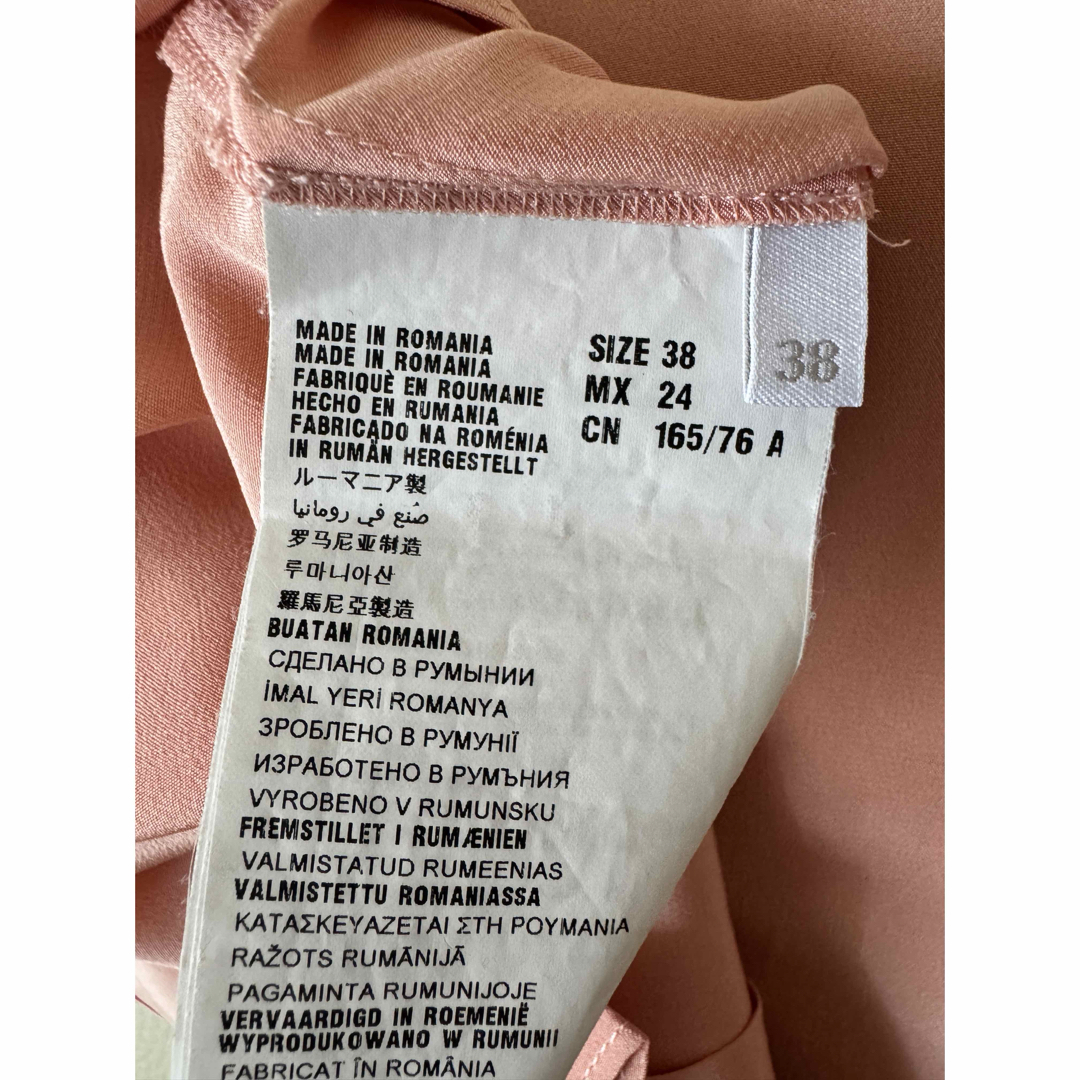 MADE IN ROMANIA
MADE IN ROMANIA
FABRIQUÈ EN ROUMANIE
HECHO EN RUMANIA
FABRICADO NA ROMÉNIA
IN RUMÄN HERGESTELLT
ルーマニア製
صُنع في رومانيا
罗马尼亚制造
루마니아산
羅馬尼亞製造
BUATAN ROMANIA
СДЕЛАНО В РУМЫНИИ
İMAL YERİ ROMANYA
ЗРОБЛЕНО В РУМУНІЇ
ИЗРАБОТЕНО В РУМЪНИЯ
VYROBENO V RUMUNSKU
FREMSTILLET I RUMÆNIEN
VALMISTATUD RUMEENIAS
VALMISTETTU ROMANIASSA
ΚΑΤΑΣΚΕΥΑΖΕΤΑΙ ΣΤΗ ΡΟΥΜΑΝΙΑ
RAŽOTS RUMĀNIJĀ
PAGAMINTA RUMUNIJOJE
VERVAARDIGD IN ROEMENIË
WYPRODUKOWANO W RUMUNII
FABRICAT ÎN ROMÂNIA
SIZE 38
MX 24
CN 165/76 A
38